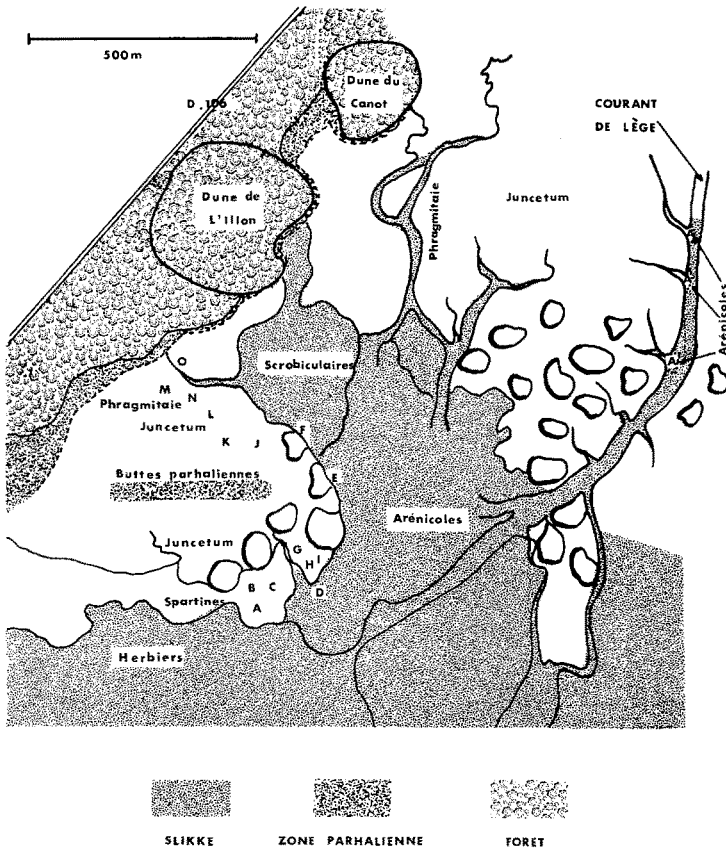 500m
D.106
Dune du
Canot
COURANT
DE LÈGE
Dune de
L'Illon
Phragmitaie
Juncetum
Arénicoles
Scrobiculaires
O
M
N
Phragmitaie
L
Juncetum
K
J
F
Buttes parhaliennes
E
Arénicoles
Juncetum
G
H
I
B
C
D
Spartines
A
Herbiers
SLIKKE
ZONE PARHALIENNE
FORET